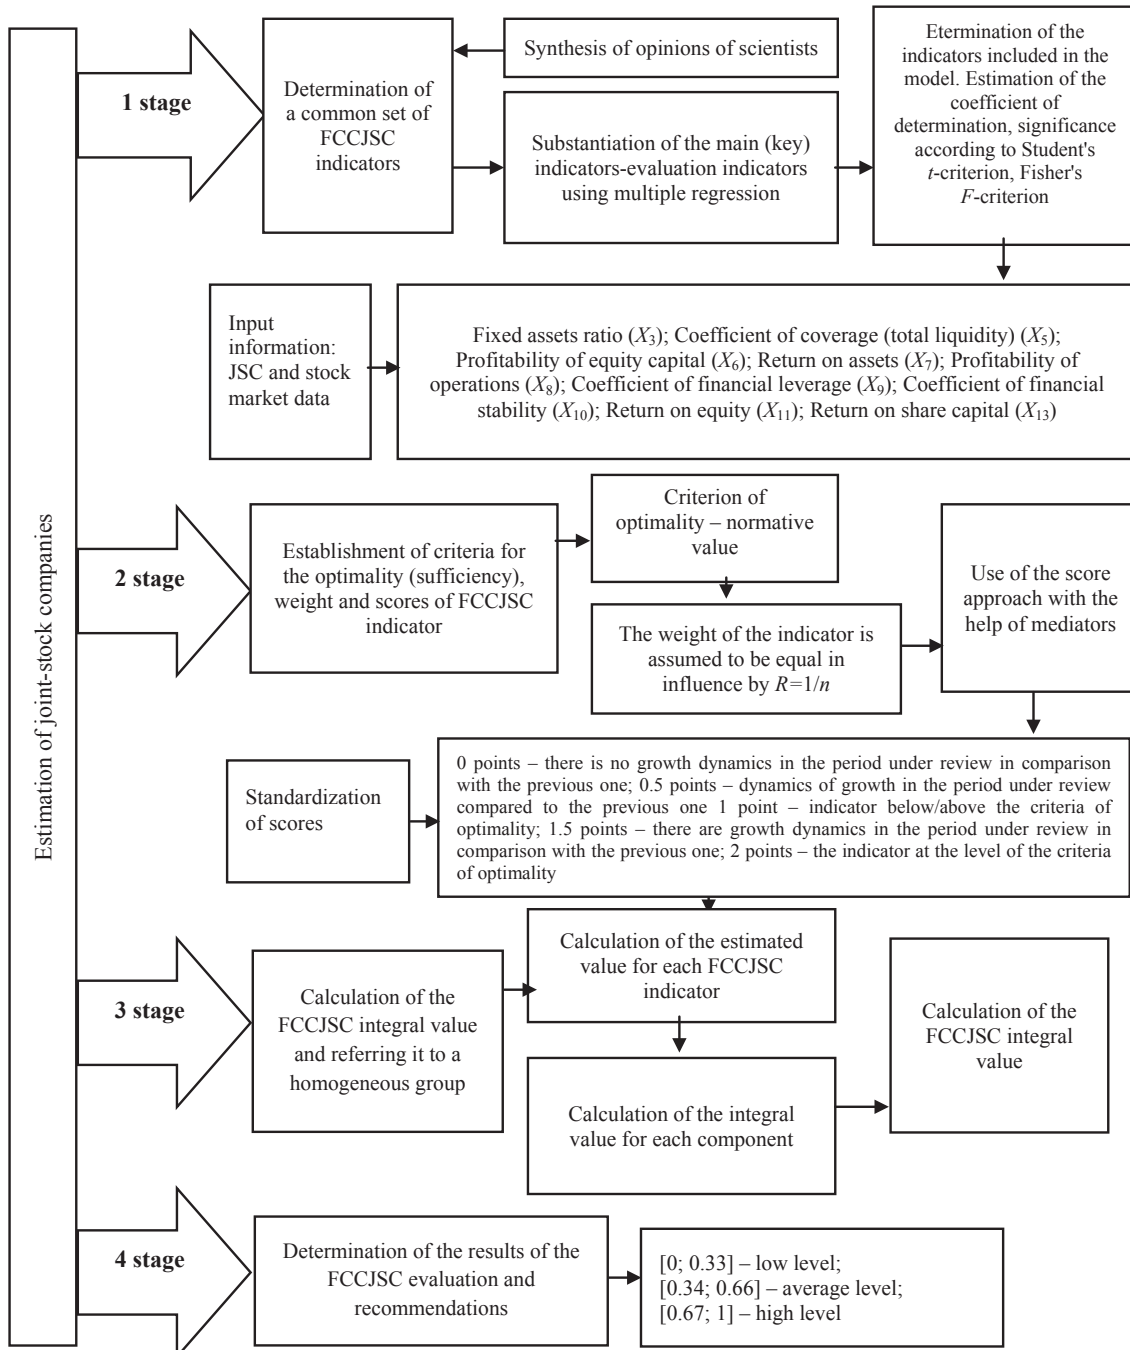 Estimation of joint-stock companies
1 stage
Determination of
a common set of
FCCJSC
indicators
Synthesis of opinions of scientists
Substantiation of the main (key)
indicators-evaluation indicators
using multiple regression
Etermination of the
indicators included in the
model. Estimation of the
coefficient of
determination, significance
according to Student's
t-criterion, Fisher's
F-criterion
Input
information:
JSC and stock
market data
Fixed assets ratio (X3); Coefficient of coverage (total liquidity) (X5);
Profitability of equity capital (X6); Return on assets (X7); Profitability of
operations (X8); Coefficient of financial leverage (X9); Coefficient of financial
stability (X10); Return on equity (X11); Return on share capital (X13)
2 stage
Establishment of criteria for
the optimality (sufficiency),
weight and scores of FCCJSC
indicator
Criterion of
optimality – normative
value
The weight of the indicator is
assumed to be equal in
influence by R=1/n
Use of the score
approach with the
help of mediators
Standardization
of scores
0 points – there is no growth dynamics in the period under review in comparison
with the previous one; 0.5 points – dynamics of growth in the period under review
compared to the previous one 1 point – indicator below/above the criteria of
optimality; 1.5 points – there are growth dynamics in the period under review in
comparison with the previous one; 2 points – the indicator at the level of the criteria
of optimality
3 stage
Calculation of the
FCCJSC integral value
and referring it to a
homogeneous group
Calculation of the estimated
value for each FCCJSC
indicator
Calculation of the integral
value for each component
Calculation of the
FCCJSC integral
value
4 stage
Determination of the results of the
FCCJSC evaluation and
recommendations
[0; 0.33] – low level;
[0.34; 0.66] – average level;
[0.67; 1] – high level